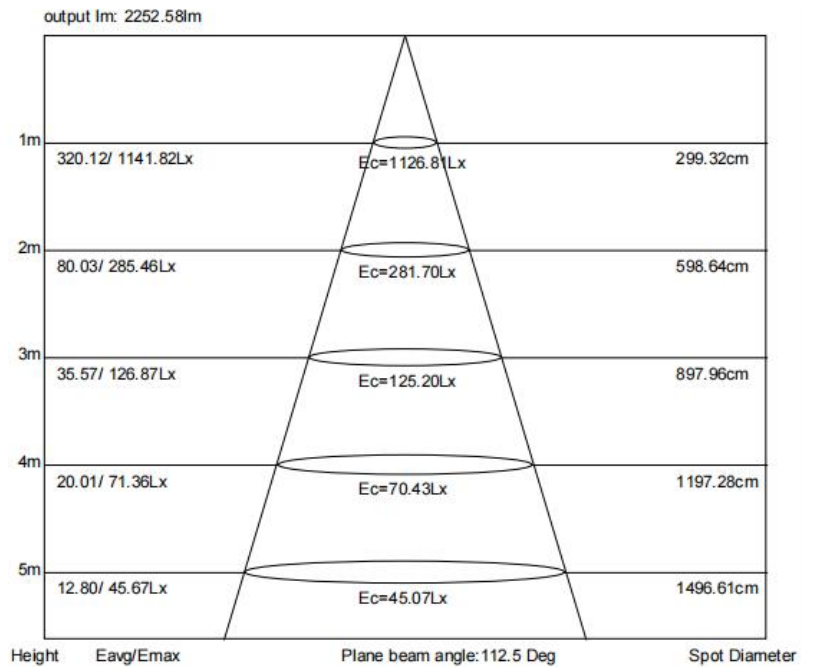 output lm: 2252.58lm
1m
320.12/ 1141.82Lx
Ec=1126.81Lx
299.32cm
2m
80.03/ 285.46Lx
Ec=281.70Lx
598.64cm
3m
35.57/ 126.87Lx
Ec=125.20Lx
897.96cm
4m
20.01/ 71.36Lx
Ec=70.43Lx
1197.28cm
5m
12.80/ 45.67Lx
Ec=45.07Lx
1496.61cm
Height Eavg/Emax Plane beam angle:112.5 Deg Spot Diameter